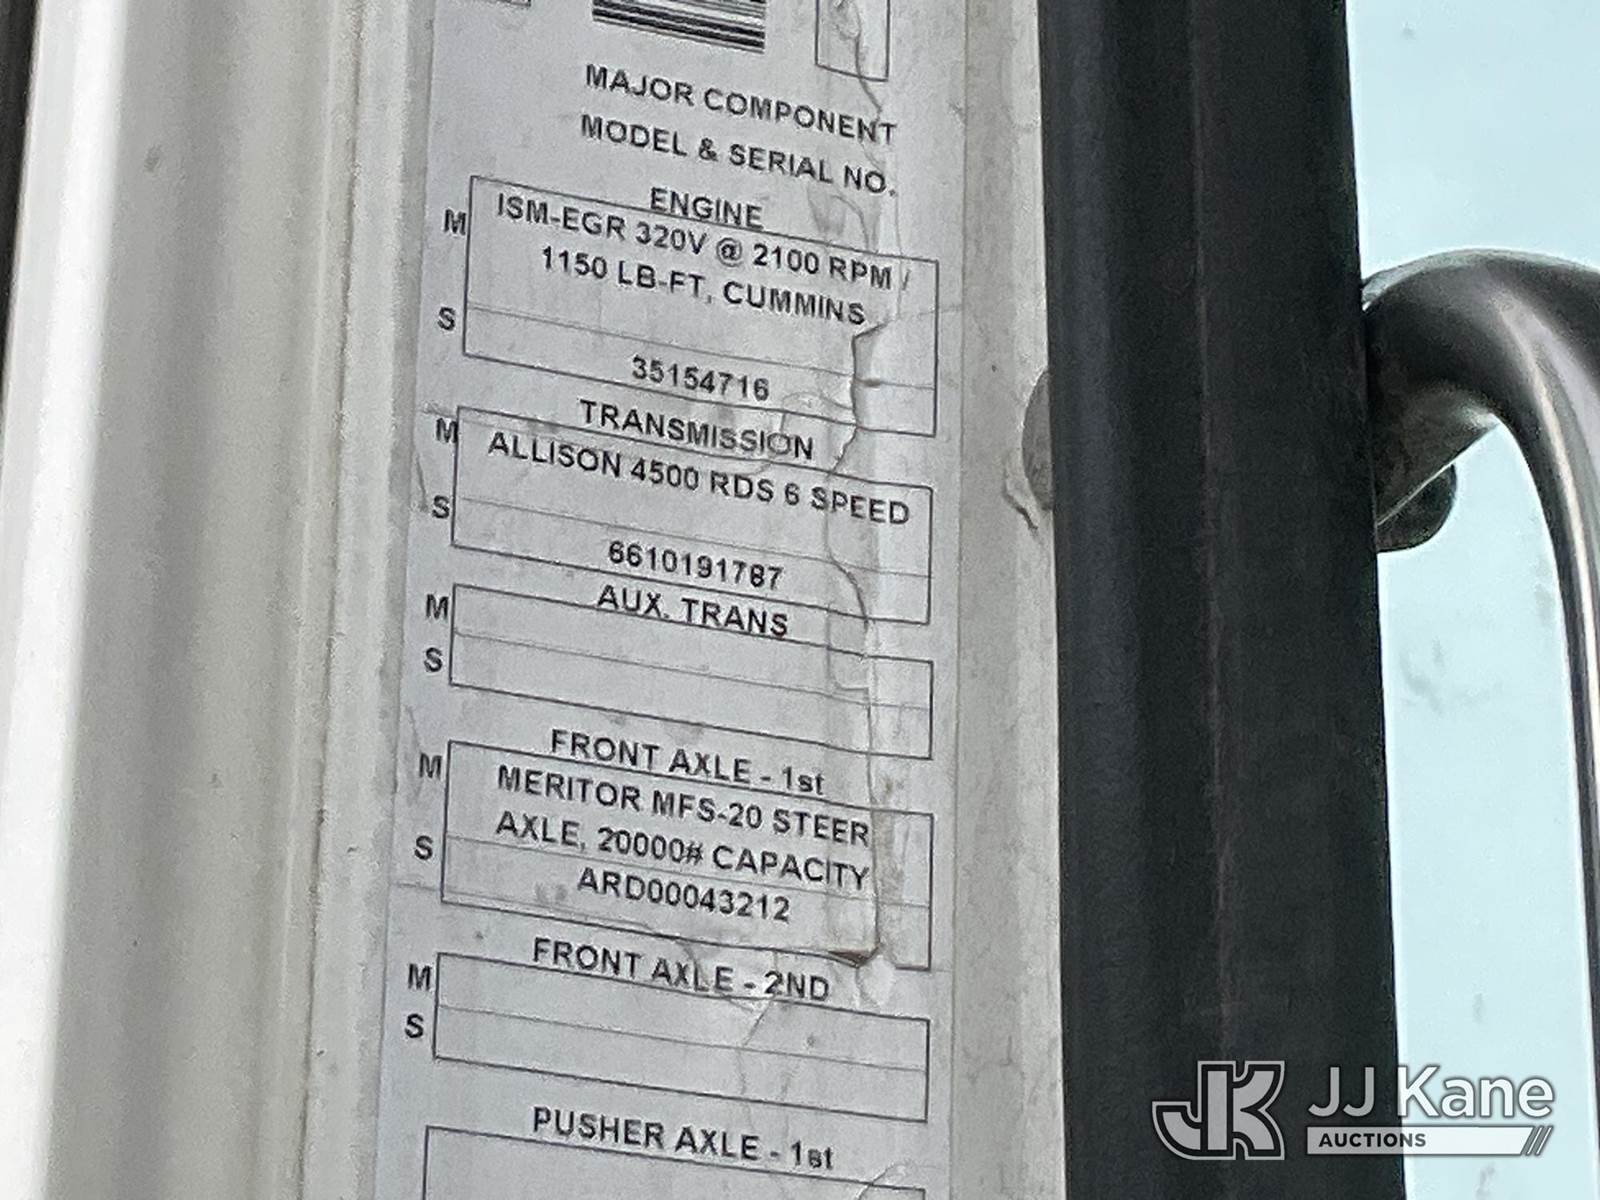 MAJOR COMPONENT
MODEL & SERIAL NO.
ENGINE
M ISM-EGR 320V @ 2100 RPM /
1150 LB-FT, CUMMINS
S 35154716
TRANSMISSION
M ALLISON 4500 RDS 6 SPEED
S 6610191787
AUX. TRANS
M
S
FRONT AXLE - 1st
M MERITOR MFS-20 STEER
AXLE, 20000# CAPACITY
S ARD00043212
FRONT AXLE - 2ND
M
S
PUSHER AXLE - 1st
JK JJ Kane
AUCTIONS